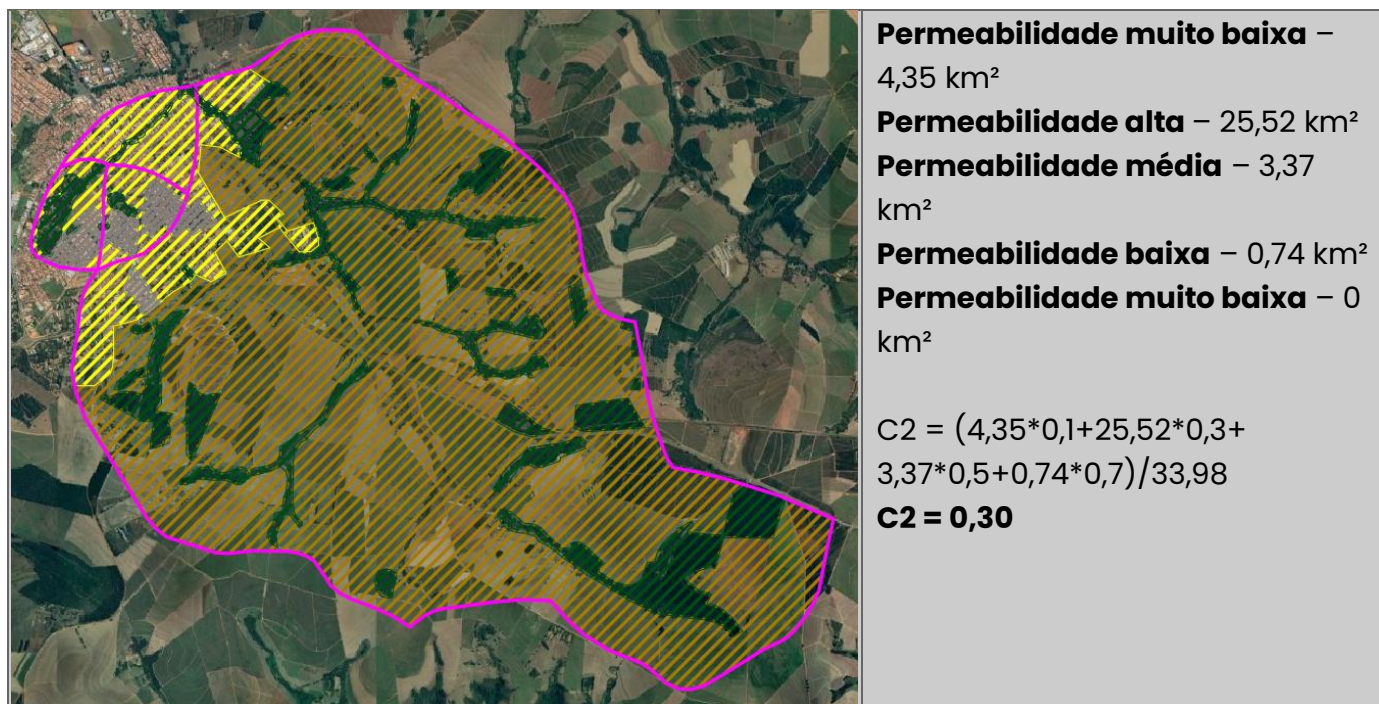 Permeabilidade muito baixa –
4,35 km²
Permeabilidade alta – 25,52 km²
Permeabilidade média – 3,37
km²
Permeabilidade baixa – 0,74 km²
Permeabilidade muito baixa – 0
km²
C2 = (4,35*0,1+25,52*0,3+
3,37*0,5+0,74*0,7)/33,98
C2 = 0,30